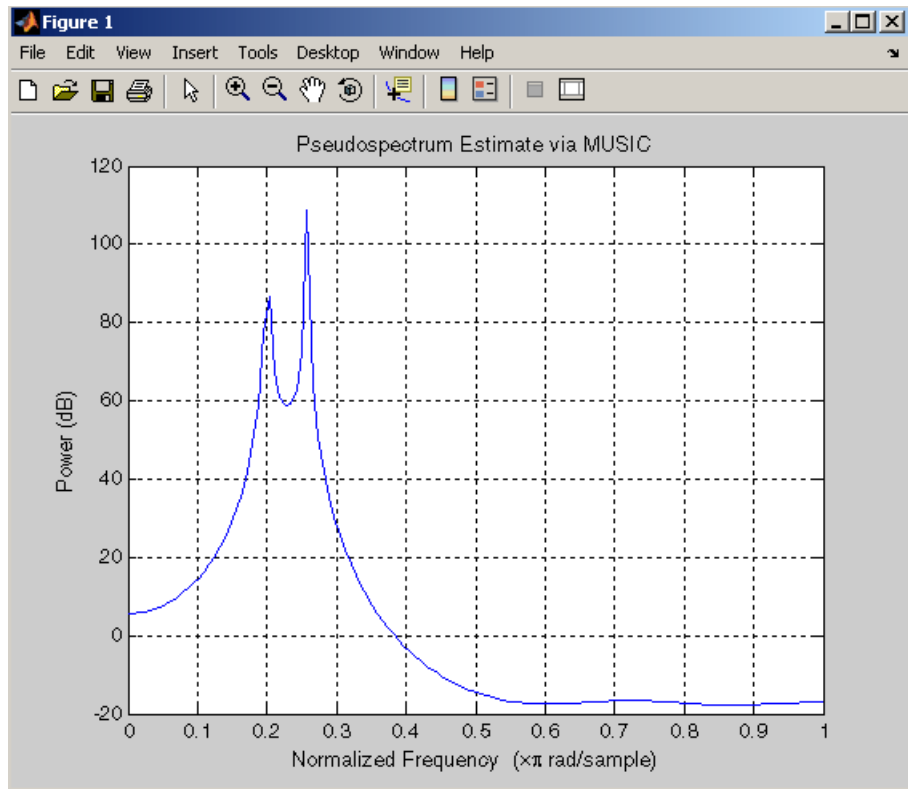 Figure 1
File Edit View Insert Tools Desktop Window Help
Pseudospectrum Estimate via MUSIC
120
100
80
60
40
20
0
-20
Power (dB)
0 0.1 0.2 0.3 0.4 0.5 0.6 0.7 0.8 0.9 1
Normalized Frequency (×π rad/sample)